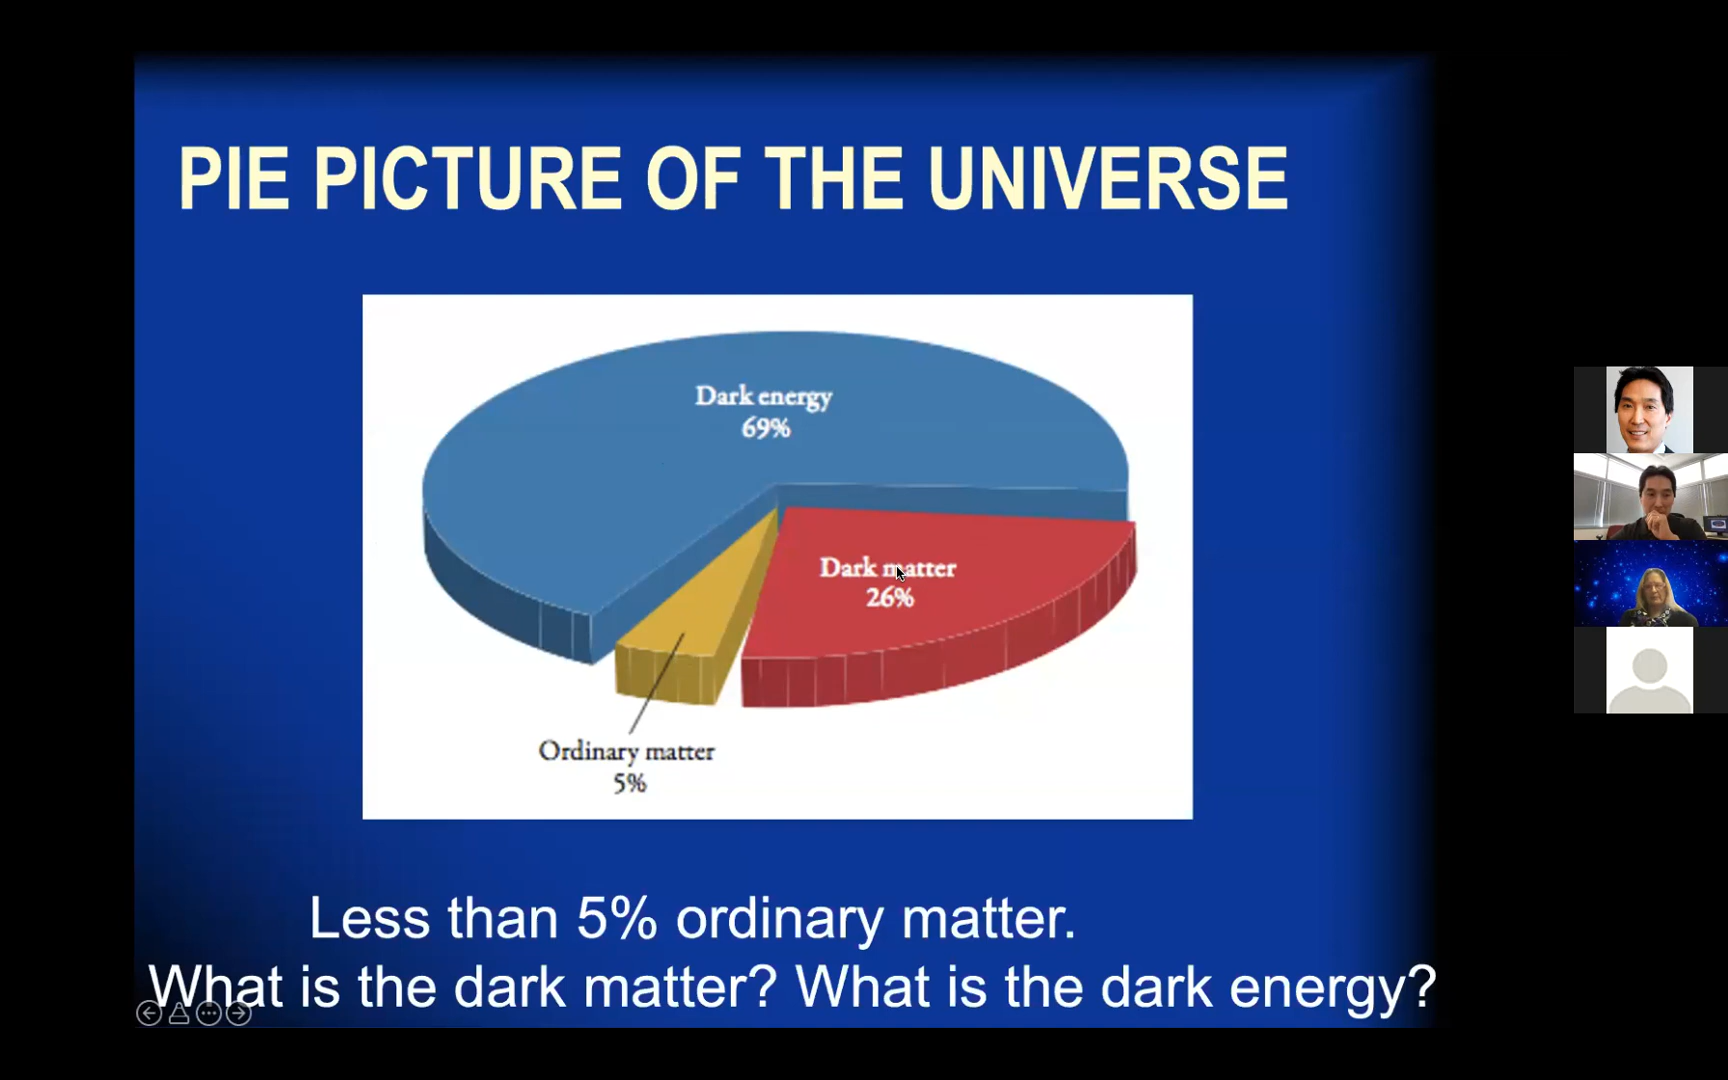 PIE PICTURE OF THE UNIVERSE
Dark energy
69%
Dark matter
26%
Ordinary matter
5%
Less than 5% ordinary matter.
What is the dark matter? What is the dark energy?